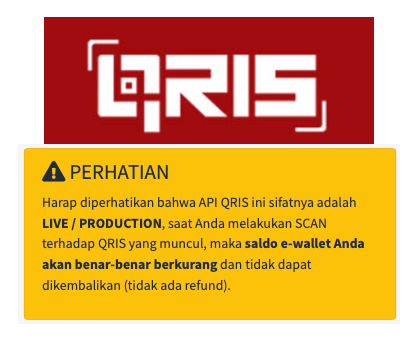 QRIS
PERHATIAN
Harap diperhatikan bahwa API QRIS ini sifatnya adalah
LIVE / PRODUCTION, saat Anda melakukan SCAN
terhadap QRIS yang muncul, maka saldo e-wallet Anda
akan benar-benar berkurang dan tidak dapat
dikembalikan (tidak ada refund).